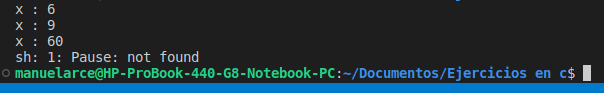 x : 6
x : 9
x : 60
sh: 1: Pause: not found
manuelarce@HP-ProBook-440-G8-Notebook-PC:~/Documentos/Ejercicios en c$